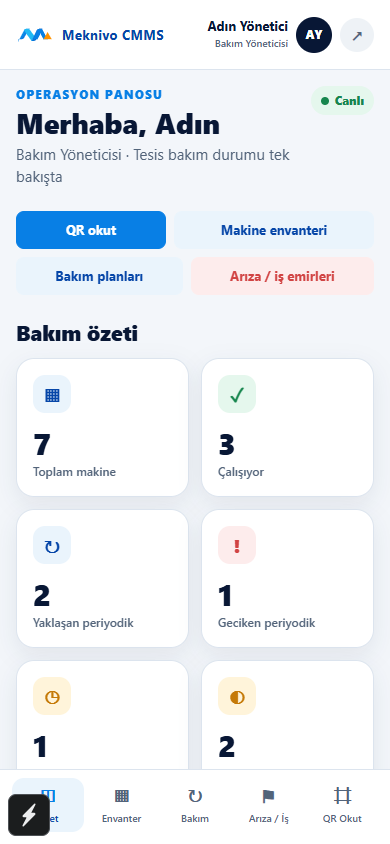 Meknivo CMMS
Adın Yönetici
Bakım Yöneticisi
AY
OPERASYON PANOSU
Canlı
Merhaba, Adın
Bakım Yöneticisi · Tesis bakım durumu tek
bakışta
QR okut
Makine envanteri
Bakım planları
Arıza / iş emirleri
Bakım özeti
7
Toplam makine
3
Çalışıyor
2
Yaklaşan periyodik
1
Geciken periyodik
1
2
Envanter
Bakım
Arıza / İş
QR Okut